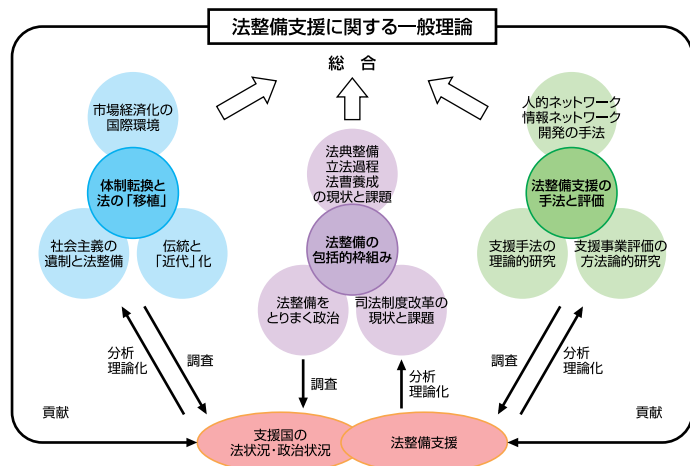 法整備支援に関する一般理論
総　合
市場経済化の
国際環境
体制転換と
法の「移植」
社会主義の
遺制と法整備
伝統と
「近代」化
法典整備
立法過程
法曹養成
の現状と課題
法整備の
包括的枠組み
法整備を
とりまく政治
司法制度改革の
現状と課題
人的ネットワーク
情報ネットワーク
開発の手法
法整備支援の
手法と評価
支援手法の
理論的研究
支援事業評価の
方法論的研究
分析
理論化
調査
調査
分析
理論化
調査
分析
理論化
貢献
貢献
支援国の
法状況・政治状況
法整備支援